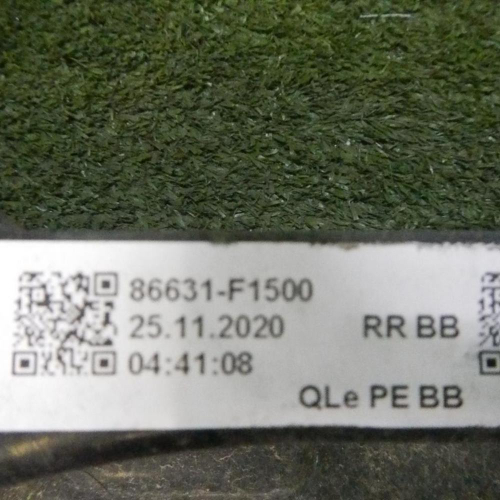 86631-F1500
25.11.2020 RR BB
04:41:08
QLe PE BB